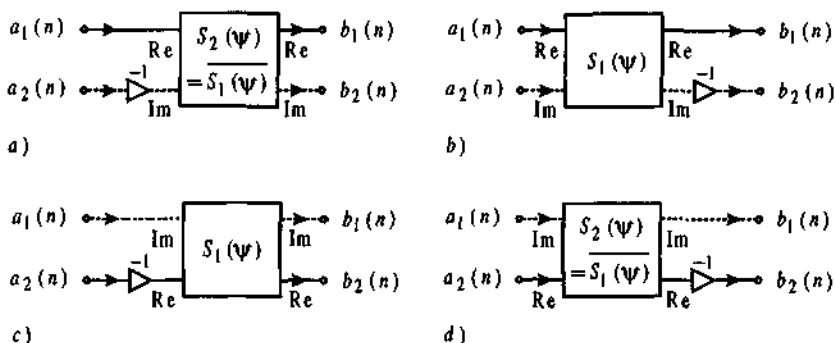 a₁(n) Re S₂(ψ) Re b₁(n)
a₂(n) −1 Im = S̅₁̅(̅ψ̅)̅ Im b₂(n)
a)
a₁(n) Re S₁(ψ) Re b₁(n)
a₂(n) Im Im −1 b₂(n)
b)
a₁(n) Im S₁(ψ) Im b₁(n)
a₂(n) −1 Re Re b₂(n)
c)
a₁(n) Im S₂(ψ) Im b₁(n)
a₂(n) Re = S̅₁̅(̅ψ̅)̅ Re −1 b₂(n)
d)